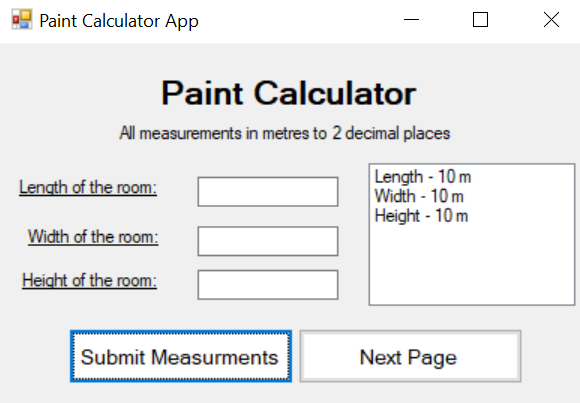 Paint Calculator App
Paint Calculator
All measurements in metres to 2 decimal places
Length of the room:
Width of the room:
Height of the room:
Length - 10 m
Width - 10 m
Height - 10 m
Submit Measurments
Next Page